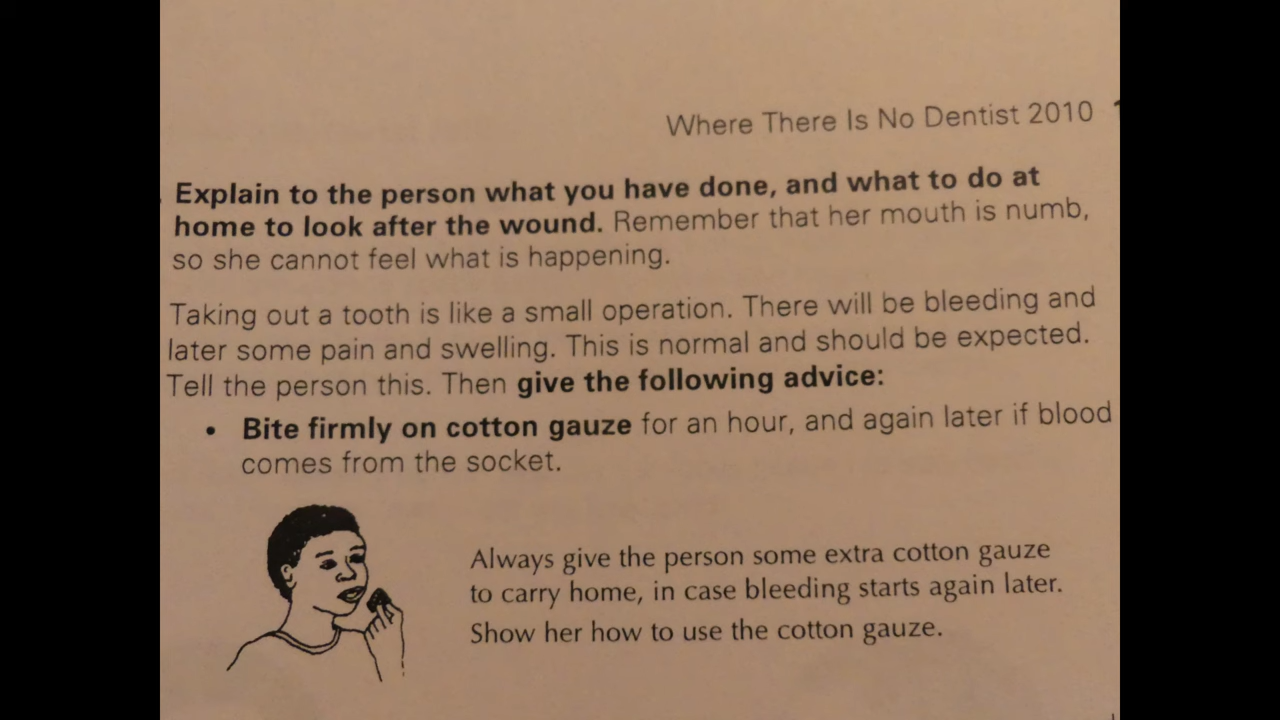 Where There Is No Dentist 2010
Explain to the person what you have done, and what to do at
home to look after the wound. Remember that her mouth is numb,
so she cannot feel what is happening.
Taking out a tooth is like a small operation. There will be bleeding and
later some pain and swelling. This is normal and should be expected.
Tell the person this. Then give the following advice:
• Bite firmly on cotton gauze for an hour, and again later if blood
comes from the socket.
Always give the person some extra cotton gauze
to carry home, in case bleeding starts again later.
Show her how to use the cotton gauze.